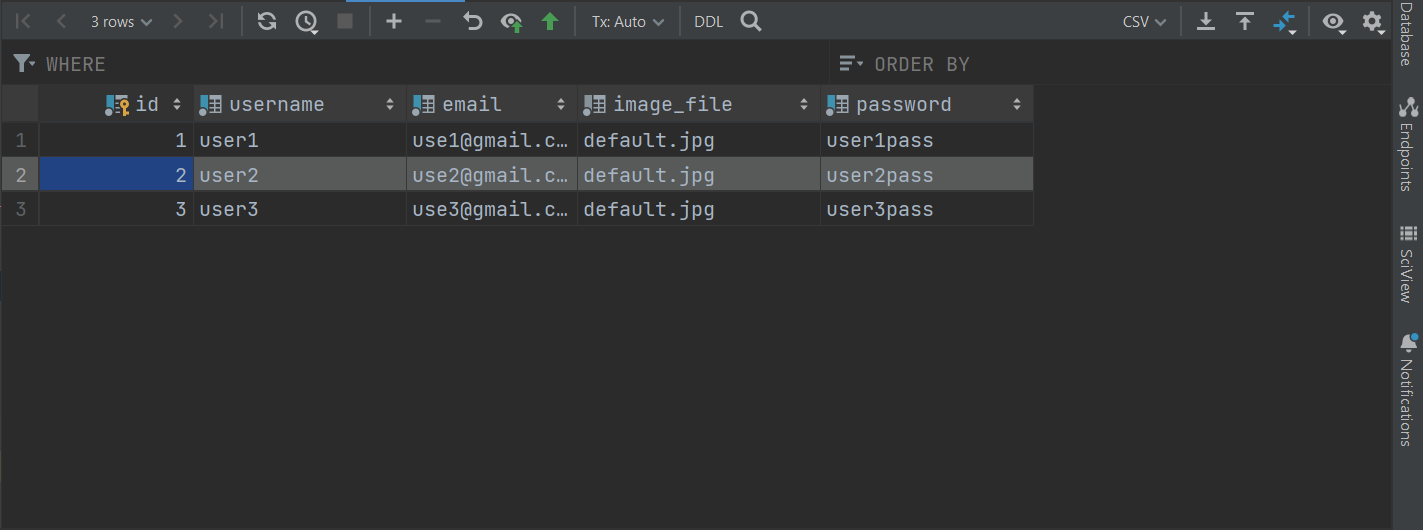 3 rows Tx: Auto DDL CSV
WHERE ORDER BY
id username email image_file password
1 1 user1 use1@gmail.c... default.jpg user1pass
2 2 user2 use2@gmail.c... default.jpg user2pass
3 3 user3 use3@gmail.c... default.jpg user3pass
Database
Endpoints
SciView
Notifications